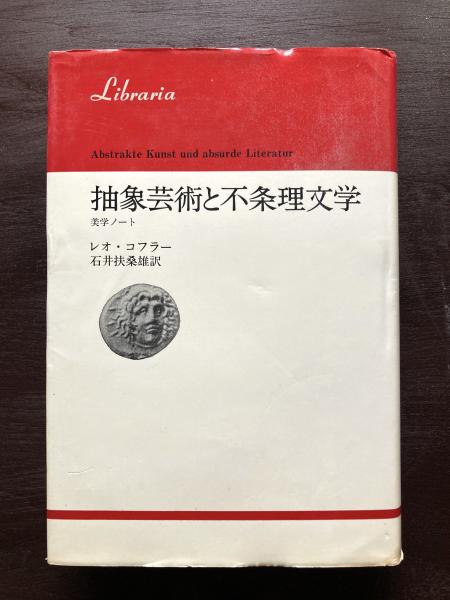 Libraria
Abstrakte Kunst und absurde Literatur
抽象芸術と不条理文学
美学ノート
レオ・コフラー
石井扶桑雄訳